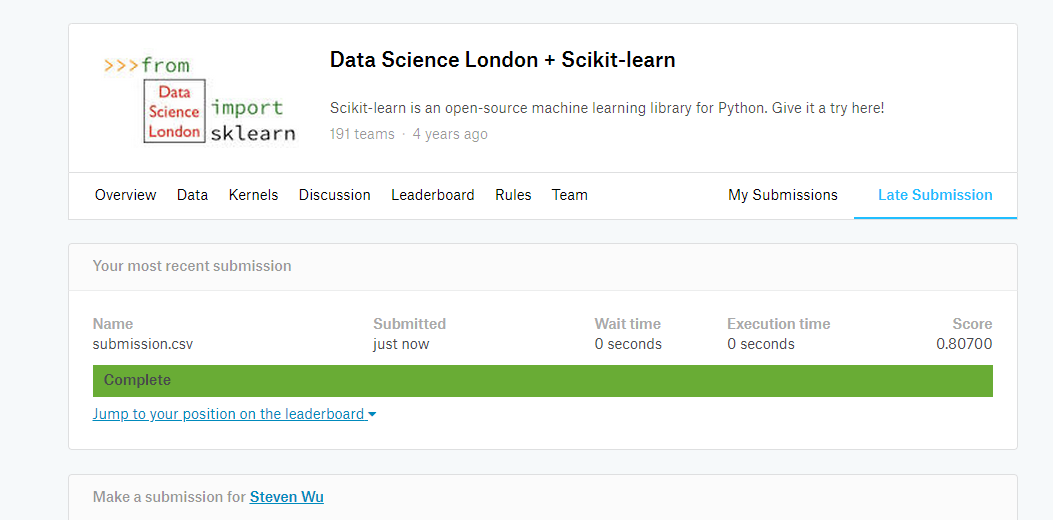 >>>from
Data
Science
London
import
sklearn
Data Science London + Scikit-learn
Scikit-learn is an open-source machine learning library for Python. Give it a try here!
191 teams · 4 years ago
Overview Data Kernels Discussion Leaderboard Rules Team My Submissions Late Submission
Your most recent submission
Name Submitted Wait time Execution time Score
submission.csv just now 0 seconds 0 seconds 0.80700
Complete
Jump to your position on the leaderboard
Make a submission for Steven Wu